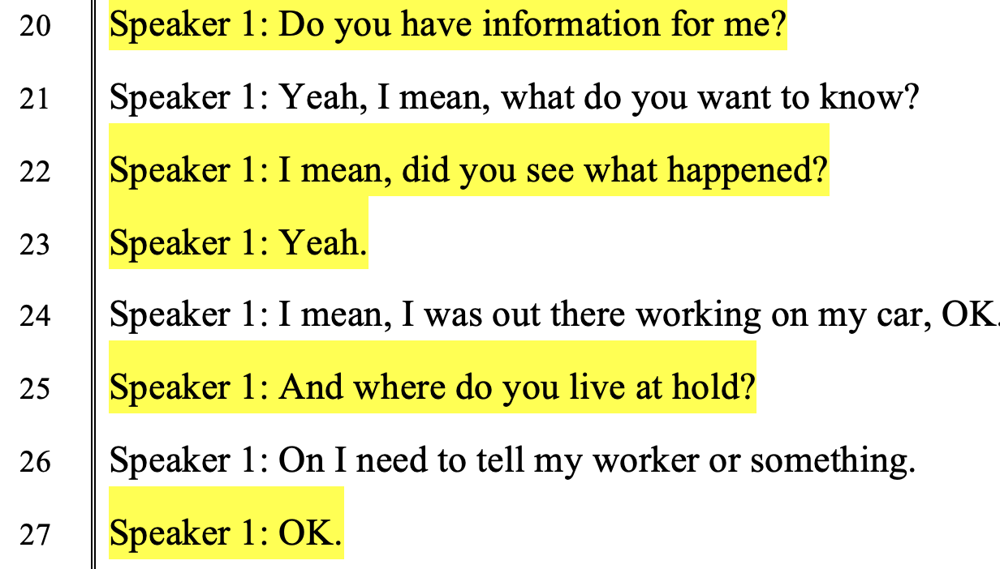 20 Speaker 1: Do you have information for me?
21 Speaker 1: Yeah, I mean, what do you want to know?
22 Speaker 1: I mean, did you see what happened?
23 Speaker 1: Yeah.
24 Speaker 1: I mean, I was out there working on my car, OK.
25 Speaker 1: And where do you live at hold?
26 Speaker 1: On I need to tell my worker or something.
27 Speaker 1: OK.